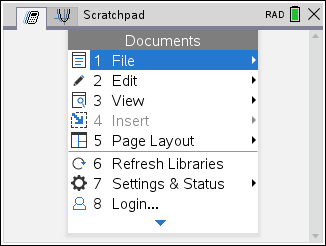 Scratchpad
RAD
Documents
1 File
2 Edit
3 View
4 Insert
5 Page Layout
6 Refresh Libraries
7 Settings & Status
8 Login...